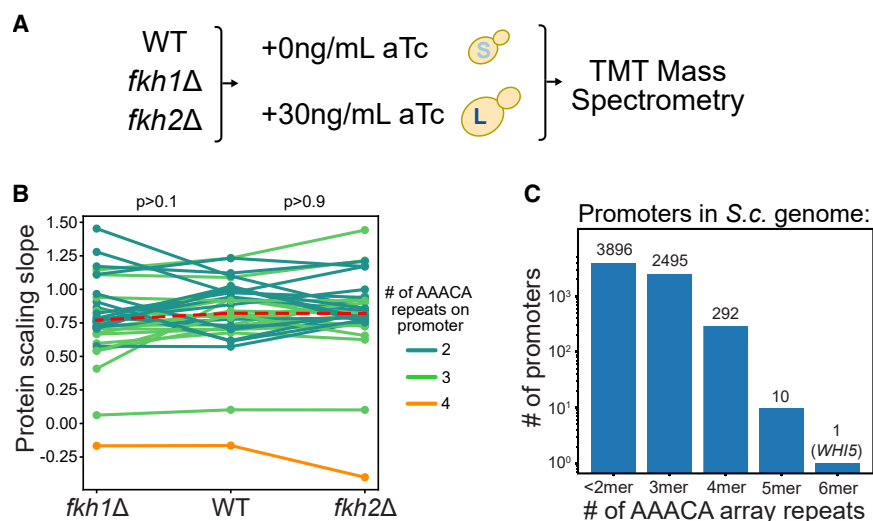 A
WT
fkh1Δ
fkh2Δ
+0ng/mL aTc
S
+30ng/mL aTc
L
TMT Mass
Spectrometry
B
p>0.1
p>0.9
Protein scaling slope
1.50
1.25
1.00
0.75
0.50
0.25
0.00
-0.25
fkh1Δ
WT
fkh2Δ
# of AAACA
repeats on
promoter
2
3
4
C
Promoters in S.c. genome:
# of promoters
10³
10²
10¹
10⁰
3896
2495
292
10
1
(WHI5)
<2mer
3mer
4mer
5mer
6mer
# of AAACA array repeats